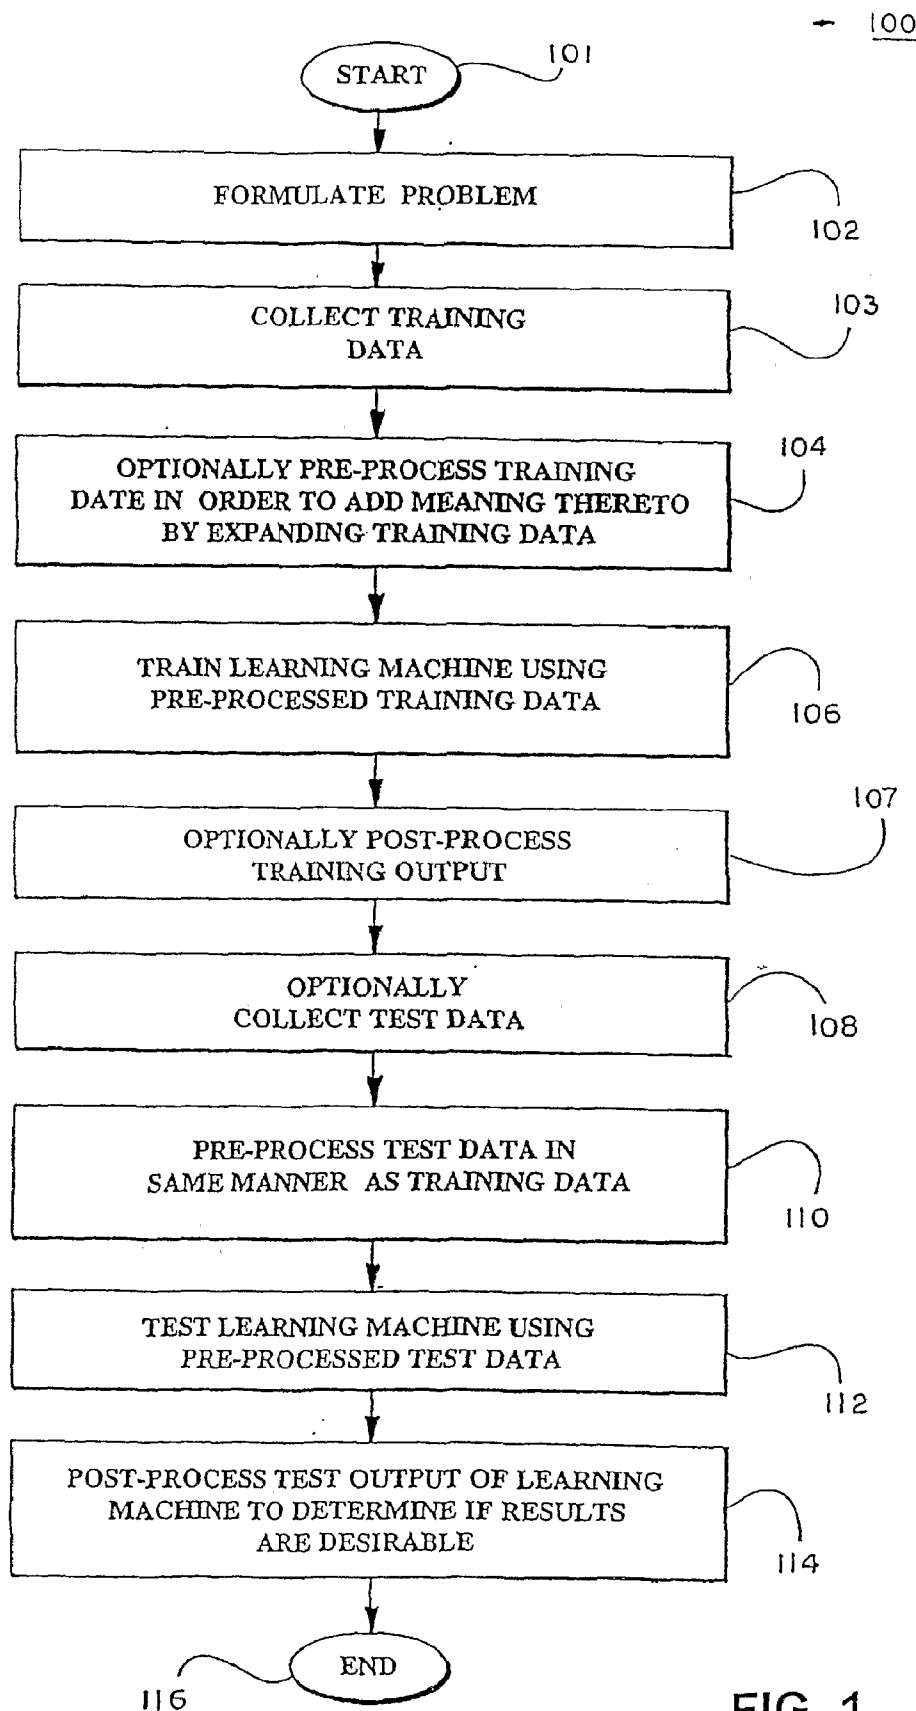 100
START
101
FORMULATE PROBLEM
102
COLLECT TRAINING
DATA
103
OPTIONALLY PRE-PROCESS TRAINING
DATE IN ORDER TO ADD MEANING THERETO
BY EXPANDING TRAINING DATA
104
TRAIN LEARNING MACHINE USING
PRE-PROCESSED TRAINING DATA
106
OPTIONALLY POST-PROCESS
TRAINING OUTPUT
107
OPTIONALLY
COLLECT TEST DATA
108
PRE-PROCESS TEST DATA IN
SAME MANNER AS TRAINING DATA
110
TEST LEARNING MACHINE USING
PRE-PROCESSED TEST DATA
112
POST-PROCESS TEST OUTPUT OF LEARNING
MACHINE TO DETERMINE IF RESULTS
ARE DESIRABLE
114
END
116
FIG. 1